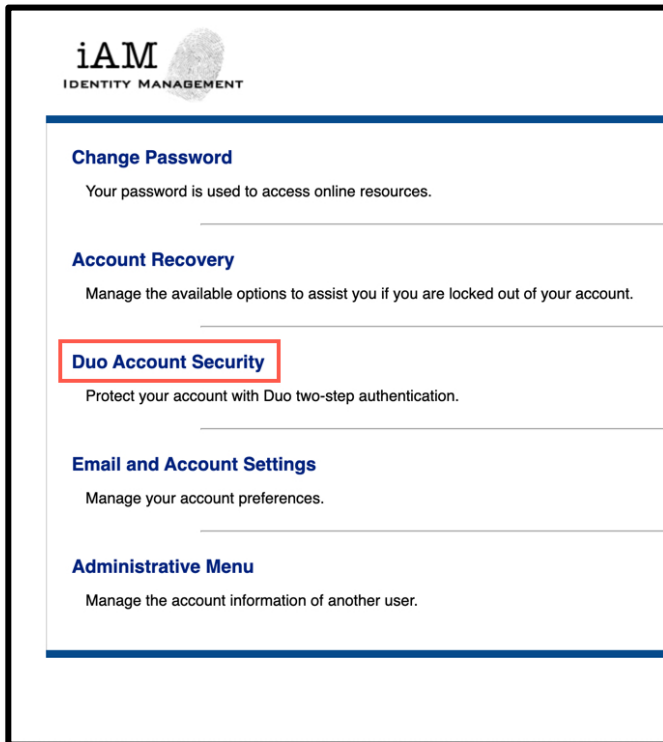 iAM
IDENTITY MANAGEMENT
Change Password
Your password is used to access online resources.
Account Recovery
Manage the available options to assist you if you are locked out of your account.
Duo Account Security
Protect your account with Duo two-step authentication.
Email and Account Settings
Manage your account preferences.
Administrative Menu
Manage the account information of another user.